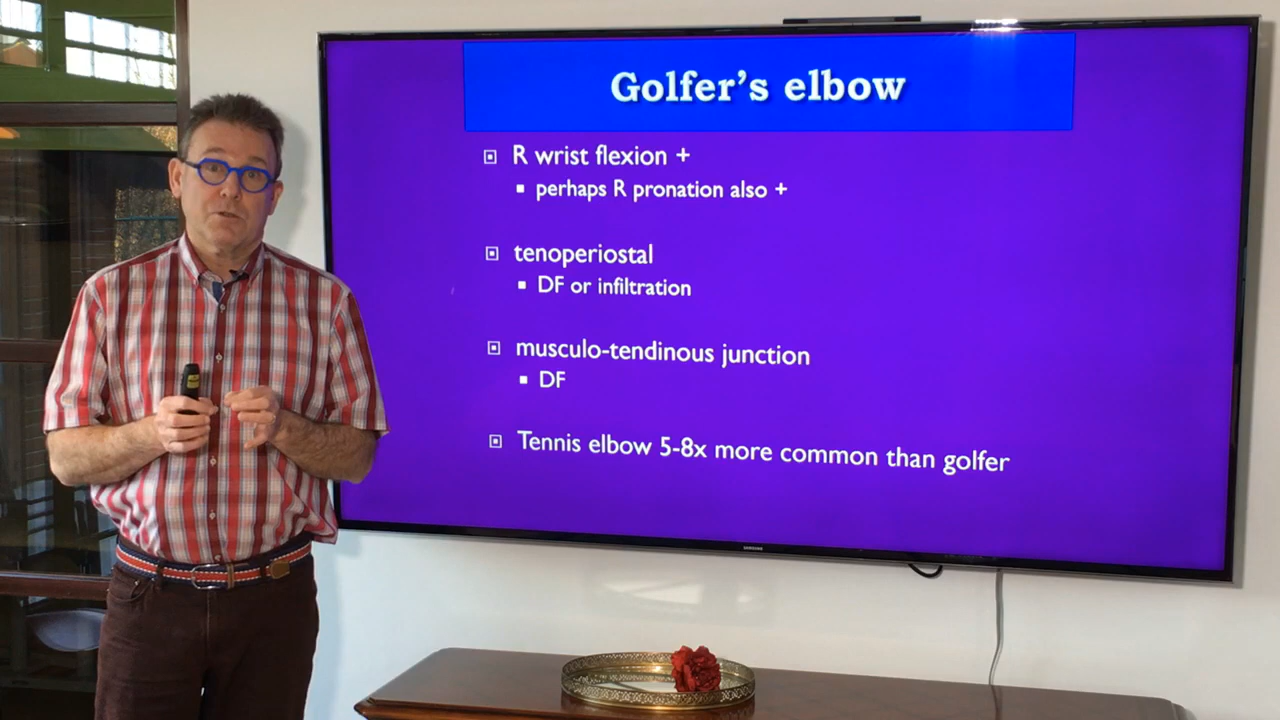 Golfer's elbow
R wrist flexion +
perhaps R pronation also +
tenoperiostal
DF or infiltration
musculo-tendinous junction
DF
Tennis elbow 5-8x more common than golfer
SAMSUNG